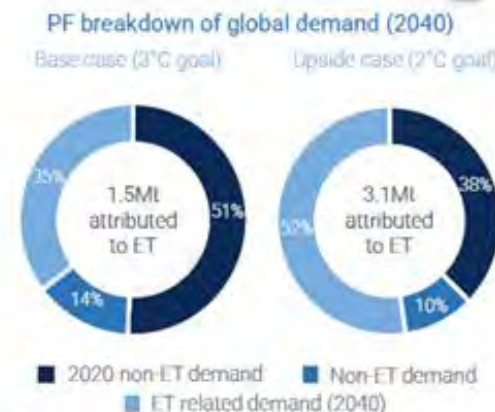 PF breakdown of global demand (2040)
Base case (3°C goal)
Upside case (2°C goal)
35%
1.5Mt
attributed
to ET
51%
14%
52%
3.1Mt
attributed
to ET
38%
10%
2020 non-ET demand
Non-ET demand
ET related demand (2040)